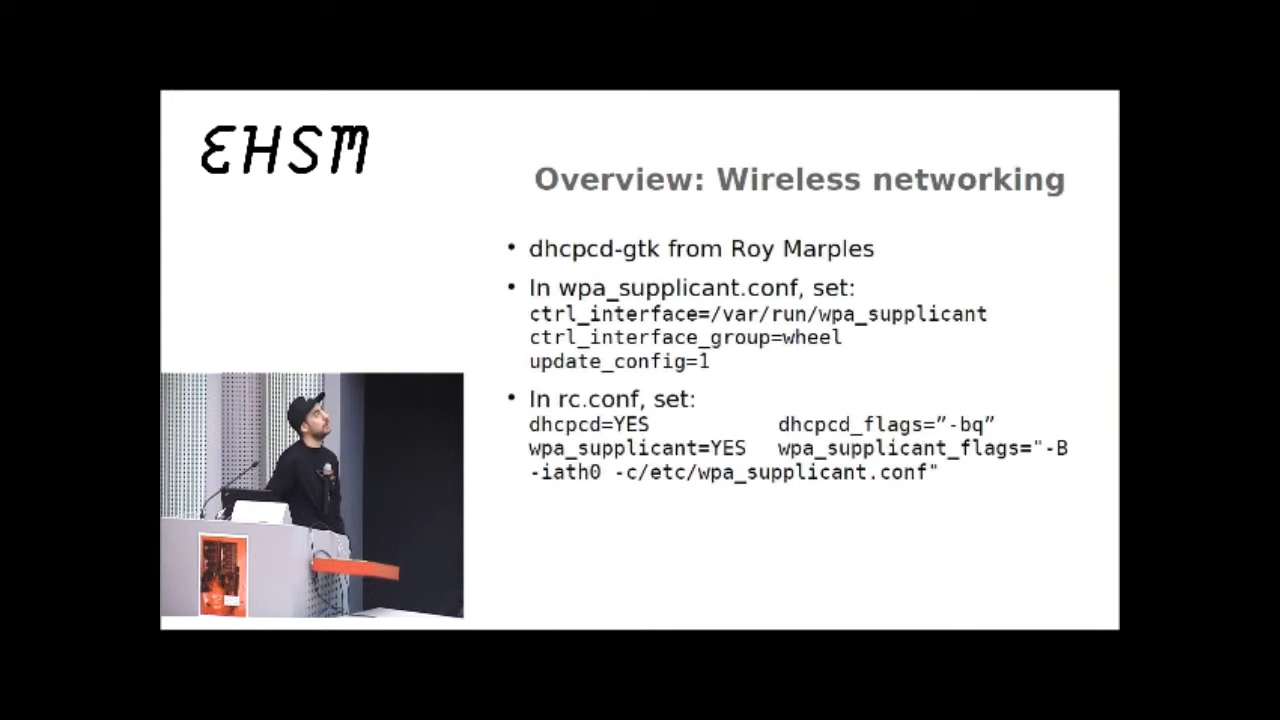 EHSM
Overview: Wireless networking
• dhcpcd-gtk from Roy Marples
• In wpa_supplicant.conf, set:
ctrl_interface=/var/run/wpa_supplicant
ctrl_interface_group=wheel
update_config=1
• In rc.conf, set:
dhcpcd=YES dhcpcd_flags=”-bq”
wpa_supplicant=YES wpa_supplicant_flags="-B
-iath0 -c/etc/wpa_supplicant.conf"